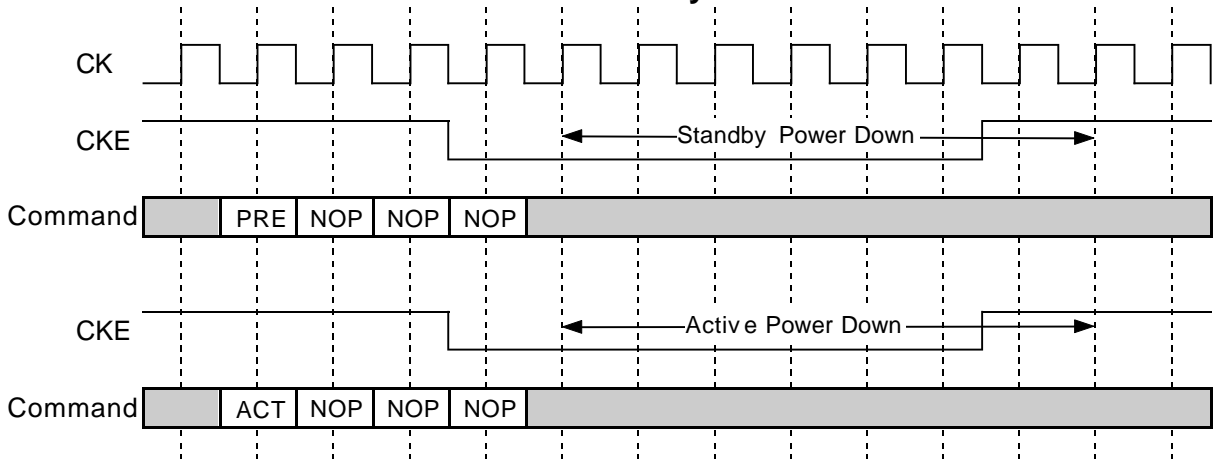 CK
CKE
Standby Power Down
Command PRE NOP NOP NOP
CKE
Active Power Down
Command ACT NOP NOP NOP